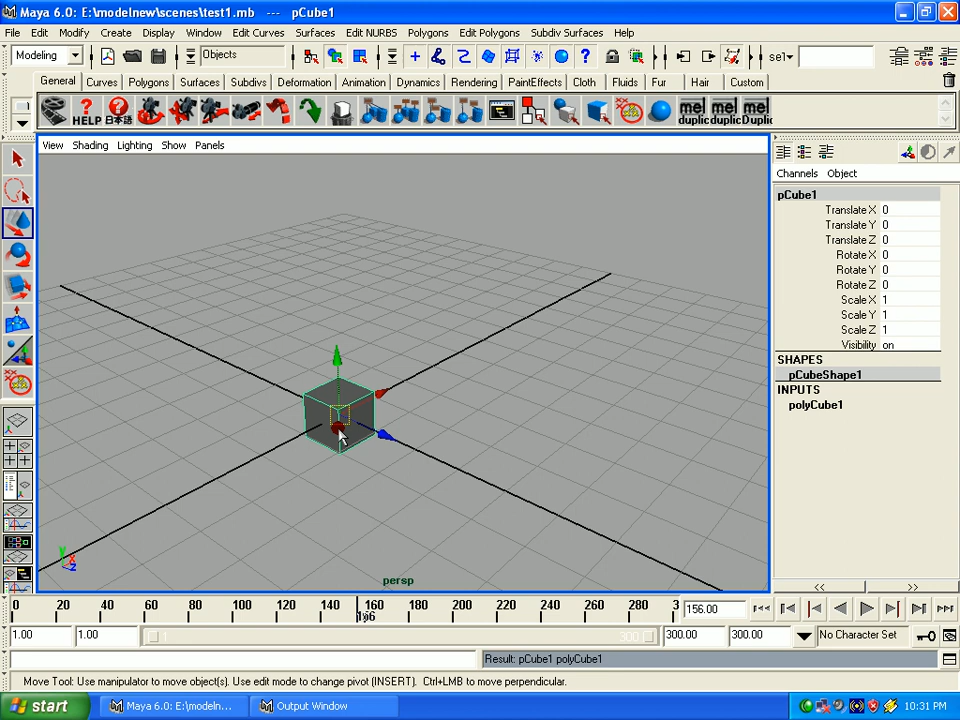 Maya 6.0: E:\modelnew\scenes\test1.mb --- pCube1
File Edit Modify Create Display Window Edit Curves Surfaces Edit NURBS Polygons Edit Polygons Subdiv Surfaces Help
Modeling Objects sel
General Curves Polygons Surfaces Subdivs Deformation Animation Dynamics Rendering PaintEffects Cloth Fluids Fur Hair Custom
HELP 日本語 mel mel mel
duplic duplic Duplic
View Shading Lighting Show Panels
Channels Object
pCube1
Translate X 0
Translate Y 0
Translate Z 0
Rotate X 0
Rotate Y 0
Rotate Z 0
Scale X 1
Scale Y 1
Scale Z 1
Visibility on
SHAPES
pCubeShape1
INPUTS
polyCube1
y
x
z
persp
<< >>
0 20 40 60 80 100 120 140 160 180 200 220 240 260 280 3 156.00
1.00 1.00 1 300 300.00 300.00 No Character Set
Result: pCube1 polyCube1
Move Tool: Use manipulator to move object(s). Use edit mode to change pivot (INSERT). Ctrl+LMB to move perpendicular.
start Maya 6.0: E:\modeln... Output Window 10:31 PM